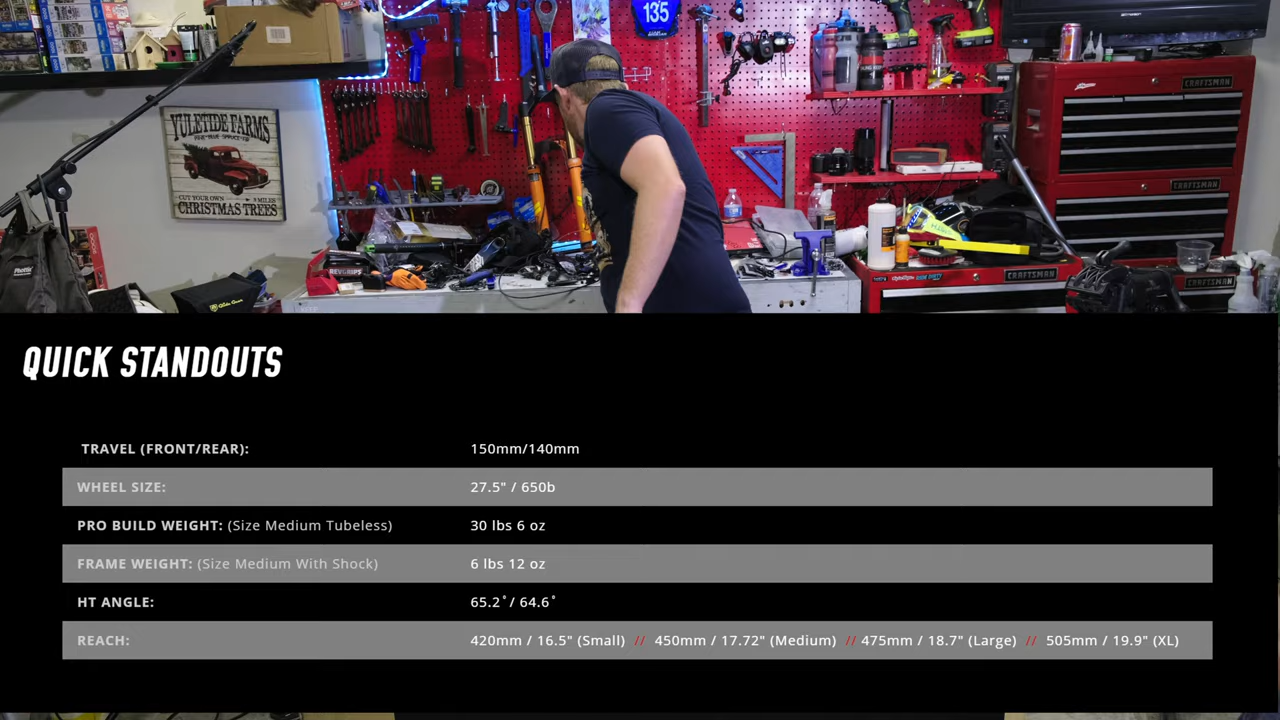 135
YULETIDE FARMS
CUT YOUR OWN
CHRISTMAS TREES
CRAFTSMAN
CRAFTSMAN
CRAFTSMAN
CRAFTSMAN
REVGRIPS
QUICK STANDOUTS
TRAVEL (FRONT/REAR): 150mm/140mm
WHEEL SIZE: 27.5" / 650b
PRO BUILD WEIGHT: (Size Medium Tubeless) 30 lbs 6 oz
FRAME WEIGHT: (Size Medium With Shock) 6 lbs 12 oz
HT ANGLE: 65.2° / 64.6°
REACH: 420mm / 16.5" (Small) // 450mm / 17.72" (Medium) // 475mm / 18.7" (Large) // 505mm / 19.9" (XL)